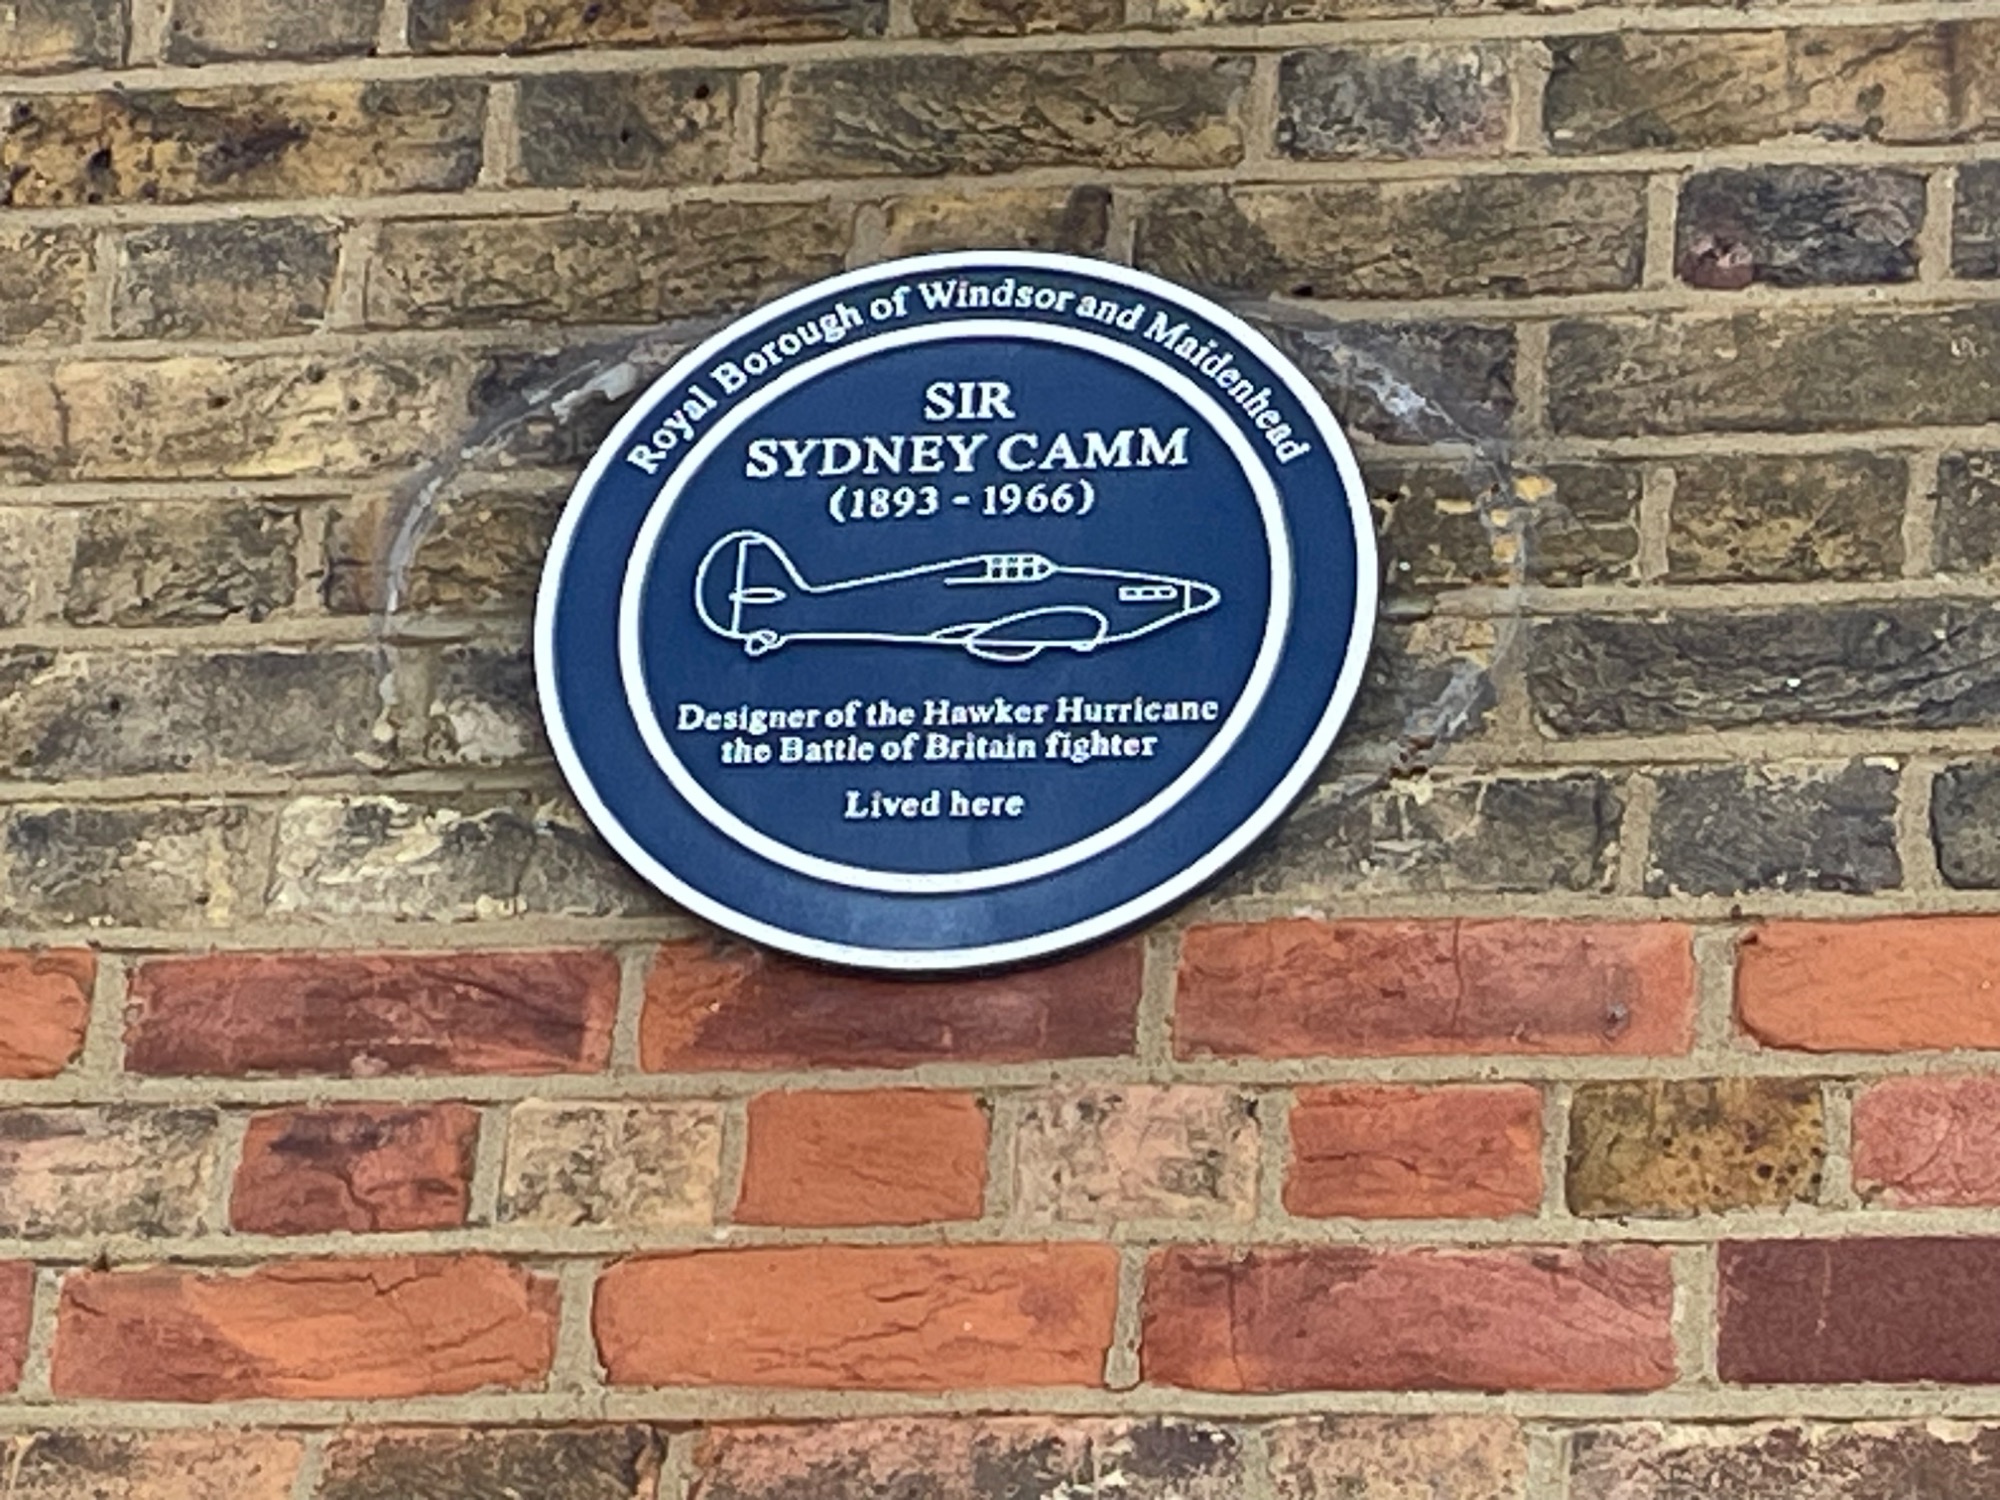 Royal Borough of Windsor and Maidenhead
SIR
SYDNEY CAMM
(1893 - 1966)
Designer of the Hawker Hurricane
the Battle of Britain fighter
Lived here